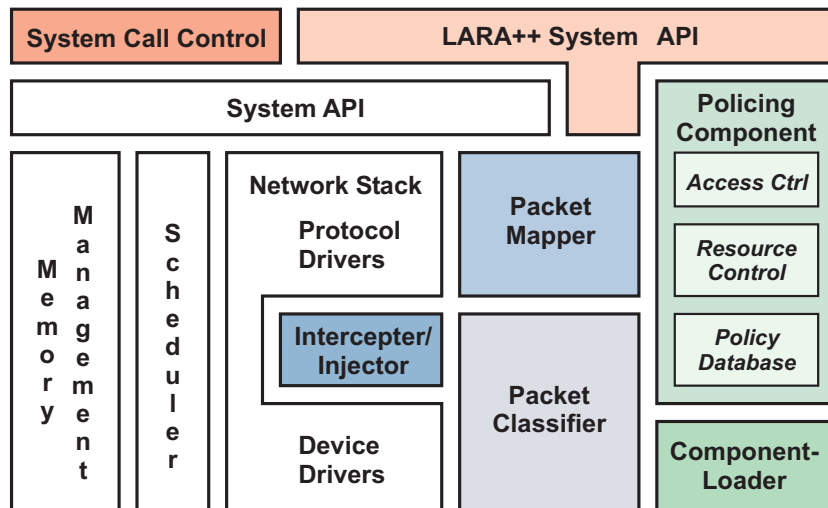 System Call Control
LARA++ System API
System API
Policing
Component
Access Ctrl
Resource
Control
Policy
Database
Memory
Management
Scheduler
Network Stack
Protocol
Drivers
Intercepter/
Injector
Device
Drivers
Packet
Mapper
Packet
Classifier
Component-
Loader